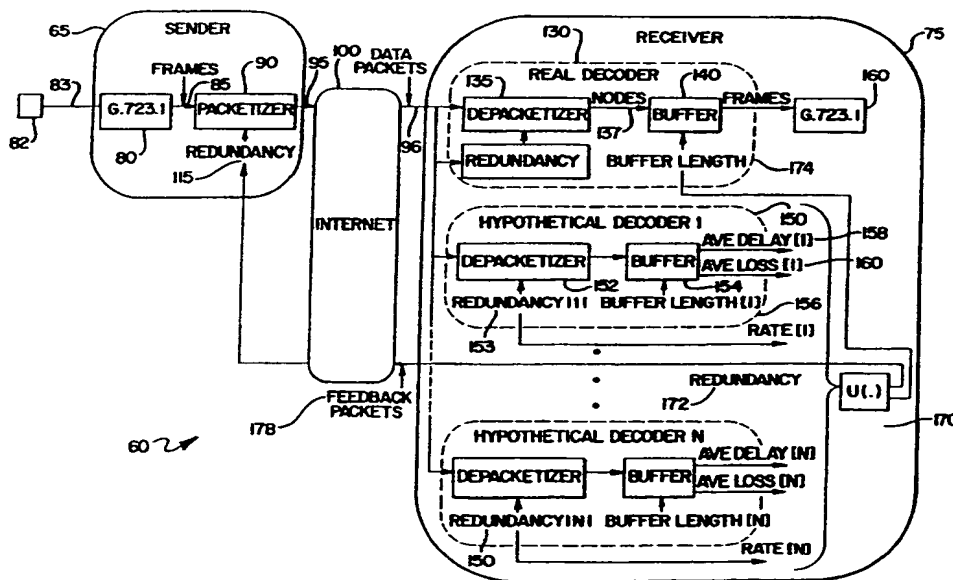 65
SENDER
83
82
FRAMES
85
90
95
G.723.1
PACKETIZER
80
REDUNDANCY
115
100
DATA
PACKETS
96
INTERNET
130
RECEIVER
75
REAL DECODER
135
140
160
DEPACKETIZER
NODES
137
BUFFER
FRAMES
G.723.1
REDUNDANCY
BUFFER LENGTH
174
HYPOTHETICAL DECODER 1
150
AVE DELAY [1]
158
AVE LOSS [1]
160
DEPACKETIZER
152
BUFFER
154
REDUNDANCY [1]
BUFFER LENGTH [1]
156
153
RATE [1]
FEEDBACK
PACKETS
178
REDUNDANCY
172
U(.)
170
60
HYPOTHETICAL DECODER N
AVE DELAY [N]
AVE LOSS [N]
DEPACKETIZER
BUFFER
REDUNDANCY [N]
BUFFER LENGTH [N]
150
RATE [N]